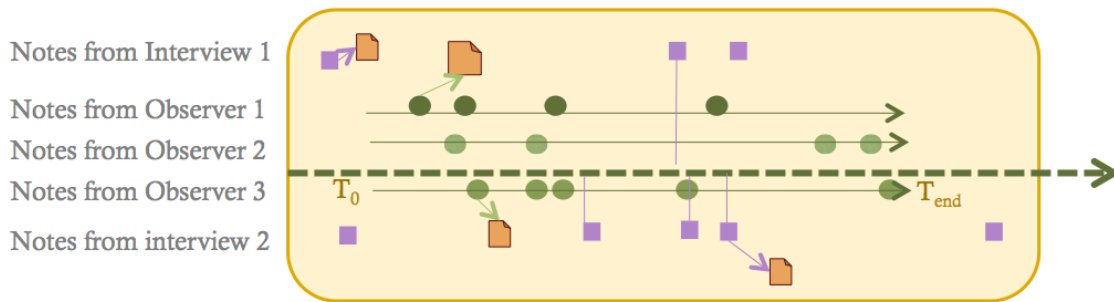 Notes from Interview 1
Notes from Observer 1
Notes from Observer 2
Notes from Observer 3
T0
Tend
Notes from interview 2